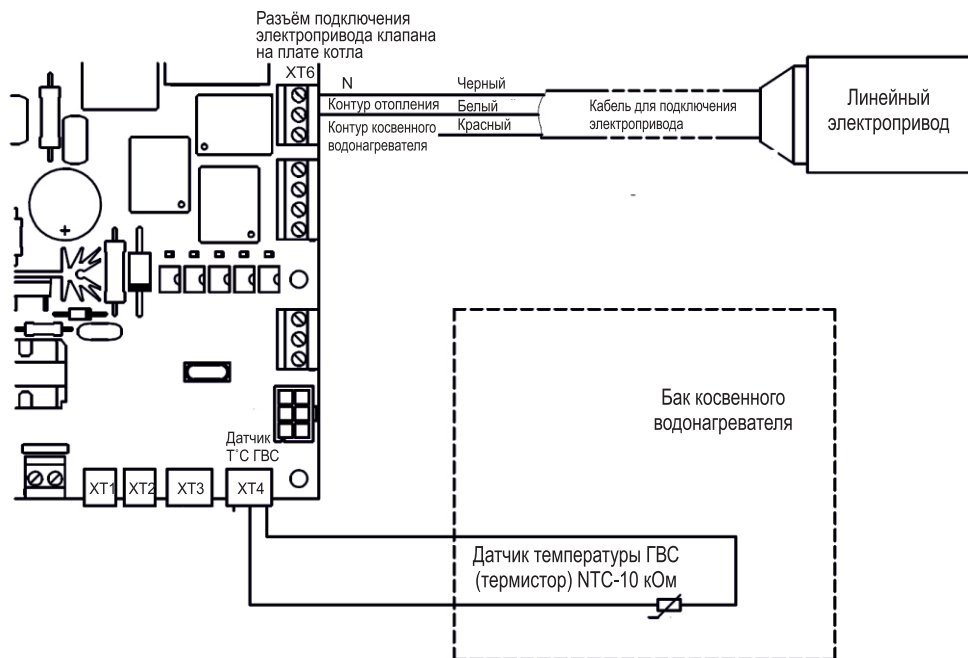 Разъём подключения
электропривода клапана
на плате котла
XT6
N
Черный
Контур отопления
Белый
Контур косвенного
водонагревателя
Красный
Кабель для подключения
электропривода
Линейный
электропривод
Бак косвенного
водонагревателя
Датчик
T°C ГВС
XT1
XT2
XT3
XT4
Датчик температуры ГВС
(термистор) NTC-10 кОм